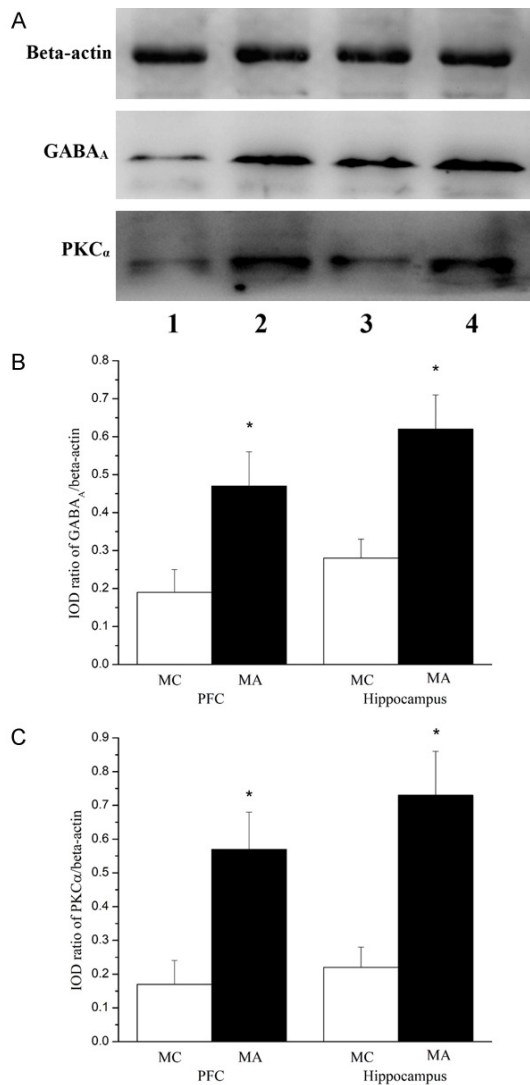 A
Beta-actin
GABAA
PKCα
1 2 3 4
B
0.8
0.7
0.6
0.5
0.4
0.3
0.2
0.1
0.0
IOD ratio of GABAA/beta-actin
* *
MC MA MC MA
PFC Hippocampus
C
0.9
0.8
0.7
0.6
0.5
0.4
0.3
0.2
0.1
0.0
IOD ratio of PKCα/beta-actin
* *
MC MA MC MA
PFC Hippocampus